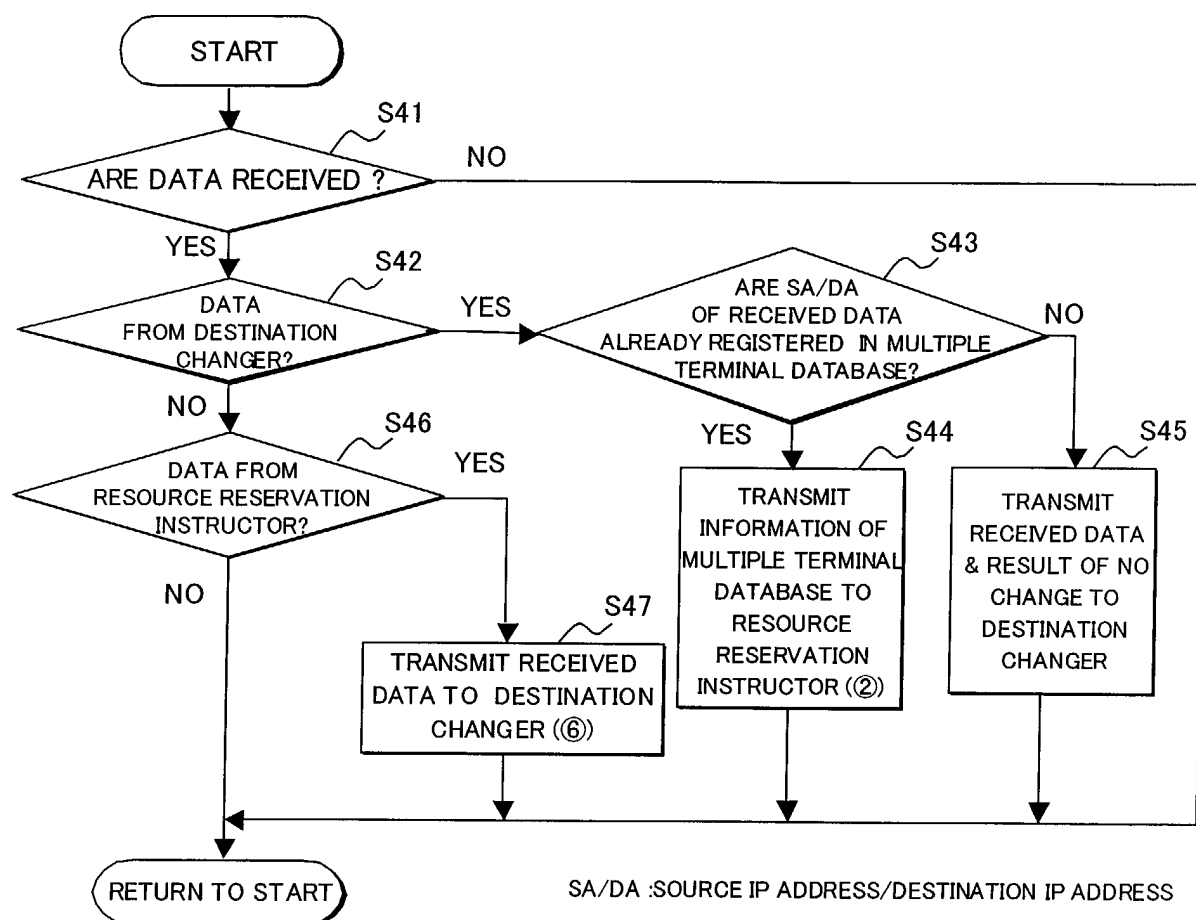 START
S41
ARE DATA RECEIVED ?
NO
YES
S42
DATA
FROM DESTINATION
CHANGER?
YES
NO
S43
ARE SA/DA
OF RECEIVED DATA
ALREADY REGISTERED IN MULTIPLE
TERMINAL DATABASE?
NO
YES
S46
DATA FROM
RESOURCE RESERVATION
INSTRUCTOR?
YES
NO
S44
TRANSMIT
INFORMATION OF
MULTIPLE TERMINAL
DATABASE TO
RESOURCE
RESERVATION
INSTRUCTOR (②)
S45
TRANSMIT
RECEIVED DATA
& RESULT OF NO
CHANGE TO
DESTINATION
CHANGER
S47
TRANSMIT RECEIVED
DATA TO DESTINATION
CHANGER (⑥)
RETURN TO START
SA/DA :SOURCE IP ADDRESS/DESTINATION IP ADDRESS